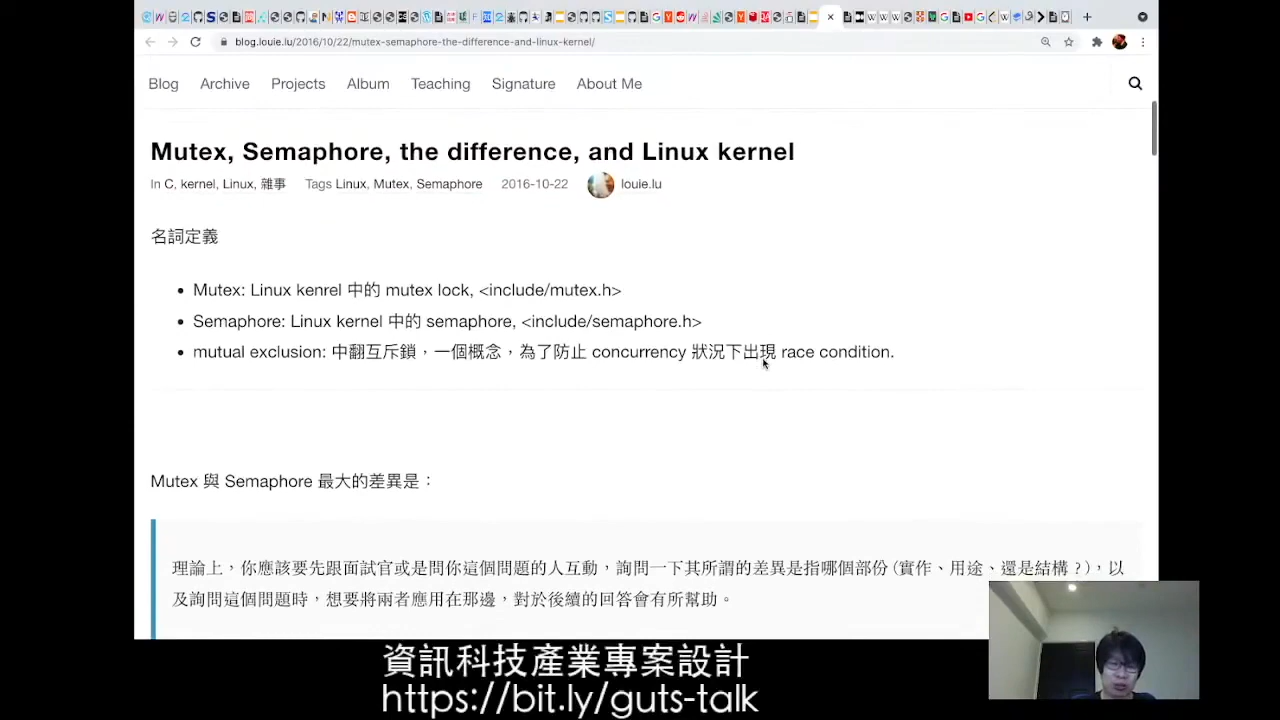 blog.louie.lu/2016/10/22/mutex-semaphore-the-difference-and-linux-kernel/
Blog Archive Projects Album Teaching Signature About Me
Mutex, Semaphore, the difference, and Linux kernel
In C, kernel, Linux, 雜事 Tags Linux, Mutex, Semaphore 2016-10-22 louie.lu
名詞定義
• Mutex: Linux kenrel 中的 mutex lock, <include/mutex.h>
• Semaphore: Linux kernel 中的 semaphore, <include/semaphore.h>
• mutual exclusion: 中翻互斥鎖，一個概念，為了防止 concurrency 狀況下出現 race condition.
Mutex 與 Semaphore 最大的差異是：
理論上，你應該要先跟面試官或是問你這個問題的人互動，詢問一下其所謂的差異是指哪個部份 (實作、用途、還是結構？)，以
及詢問這個問題時，想要將兩者應用在那邊，對於後續的回答會有所幫助。
資訊科技產業專案設計
https://bit.ly/guts-talk